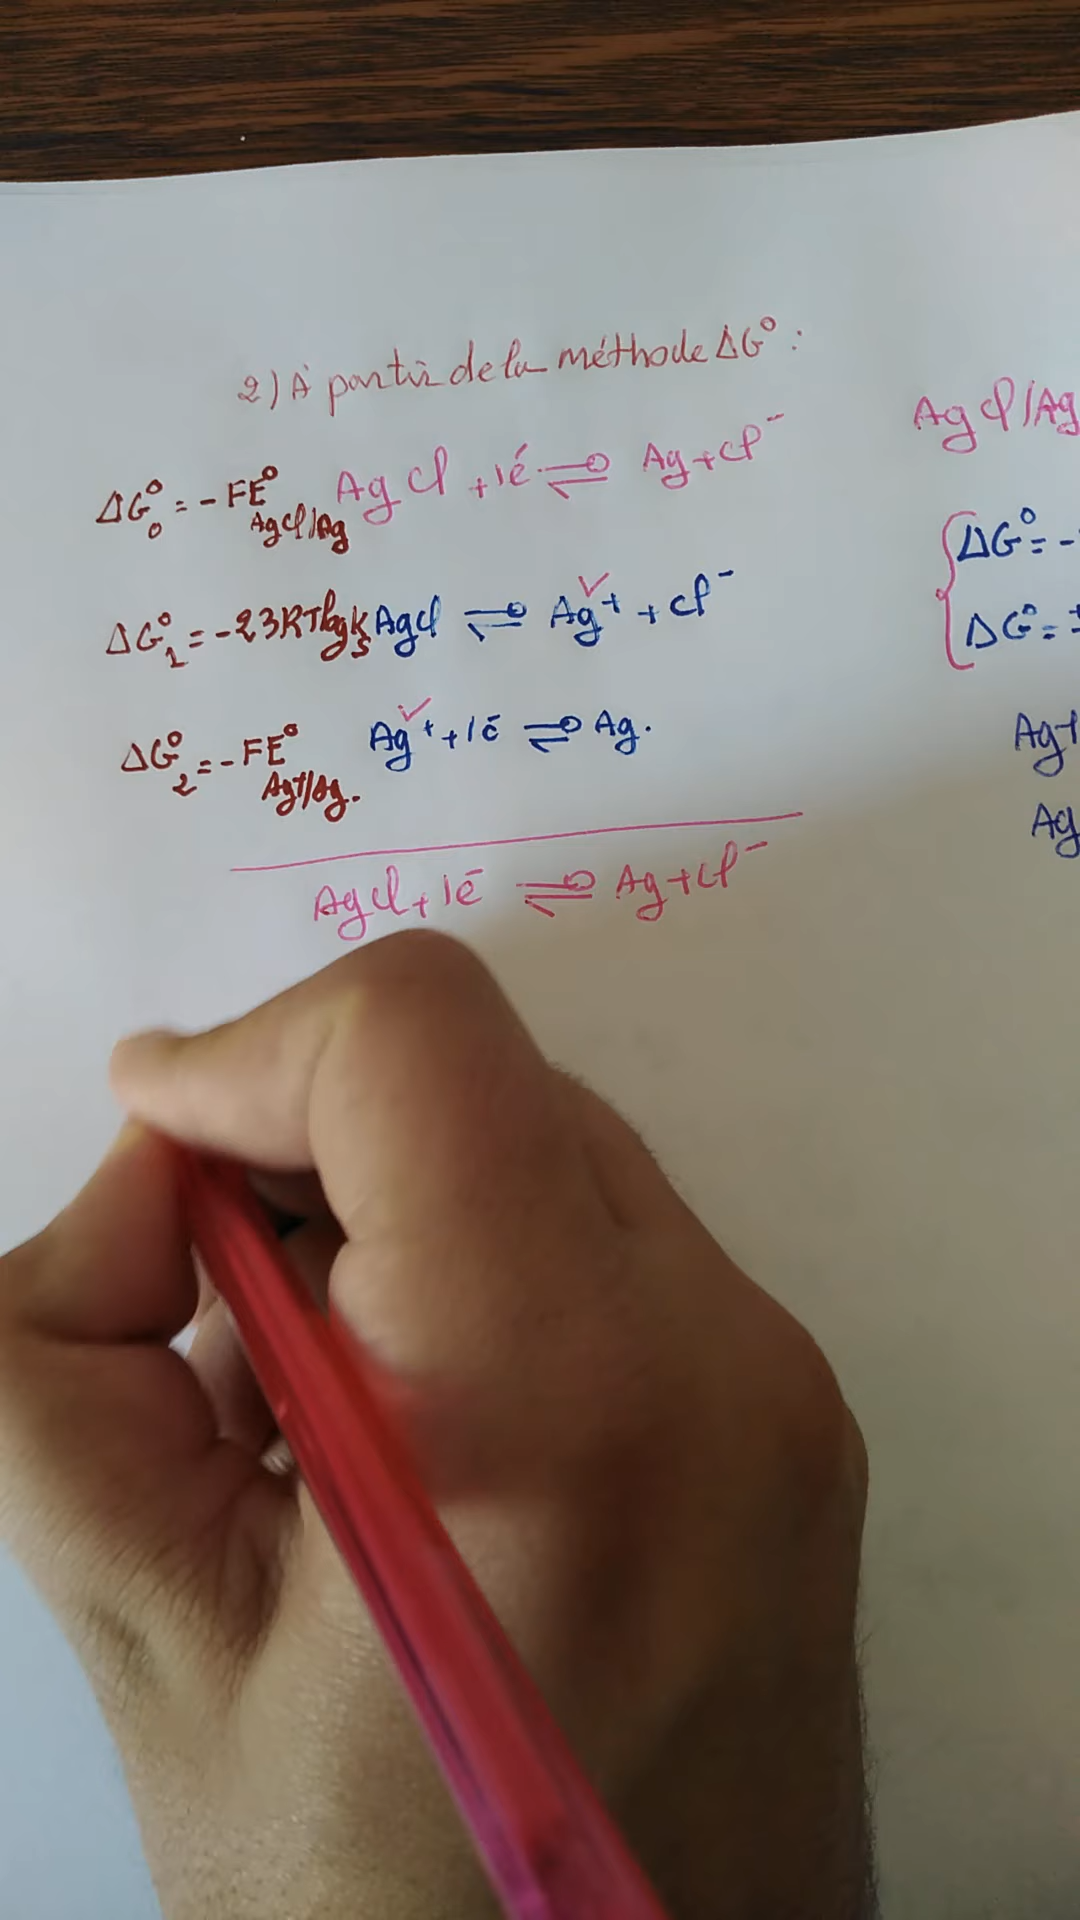 2) À partir de la méthode ΔG° :
ΔG°₀ = - FE° AgCl/Ag AgCl + 1é ⇌ Ag + Cl⁻
ΔG°₁ = -23RTlogKs AgCl ⇌ Ag⁺ + Cl⁻
ΔG°₂ = - FE° Ag⁺/Ag. Ag⁺ + 1é ⇌ Ag.
AgCl + 1é ⇌ Ag + Cl⁻
AgCl/Ag
ΔG° = -
ΔG° =
Ag+
Ag